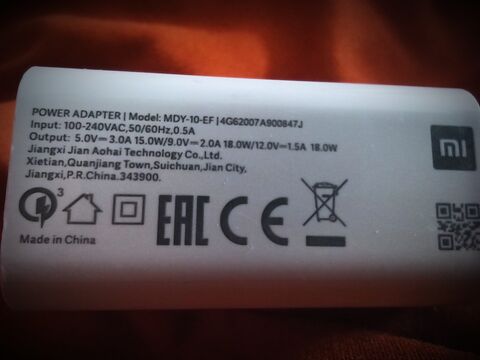 POWER ADAPTER | Model: MDY-10-EF |4G62007A900847J
Input: 100-240VAC,50/60Hz,0.5A
Output: 5.0V⎓3.0A 15.0W/9.0V⎓2.0A 18.0W/12.0V⎓1.5A 18.0W
Jiangxi Jian Aohai Technology Co.,Ltd.
Xietian,Quanjiang Town,Suichuan,Jian City,
Jiangxi,P.R.China.343900.
mi
3
EAC CE
Made in China